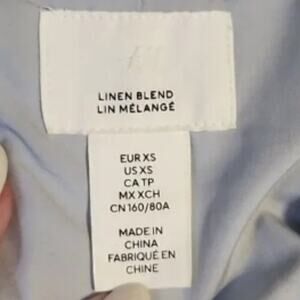 LINEN BLEND
LIN MÉLANGÉ
EUR XS
US XS
CA TP
MX XCH
CN 160/80A
MADE IN
CHINA
FABRIQUÉ EN
CHINE